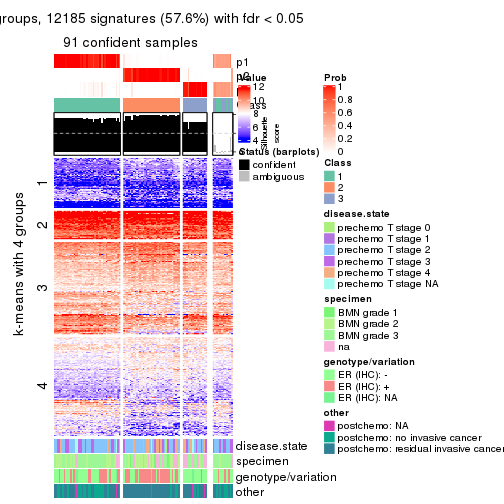 groups, 12185 signatures (57.6%) with fdr < 0.05
91 confident samples
p1
Value
12
10
8
6
4
Silhouette
score
Status (barplots)
confident
ambiguous
k-means with 4 groups
1
2
3
4
disease.state
specimen
genotype/variation
other
Prob
1
0.8
0.6
0.4
0.2
0
Class
1
2
3
disease.state
prechemo T stage 0
prechemo T stage 1
prechemo T stage 2
prechemo T stage 3
prechemo T stage 4
prechemo T stage NA
specimen
BMN grade 1
BMN grade 2
BMN grade 3
na
genotype/variation
ER (IHC): -
ER (IHC): +
ER (IHC): NA
other
postchemo: NA
postchemo: no invasive cancer
postchemo: residual invasive cancer